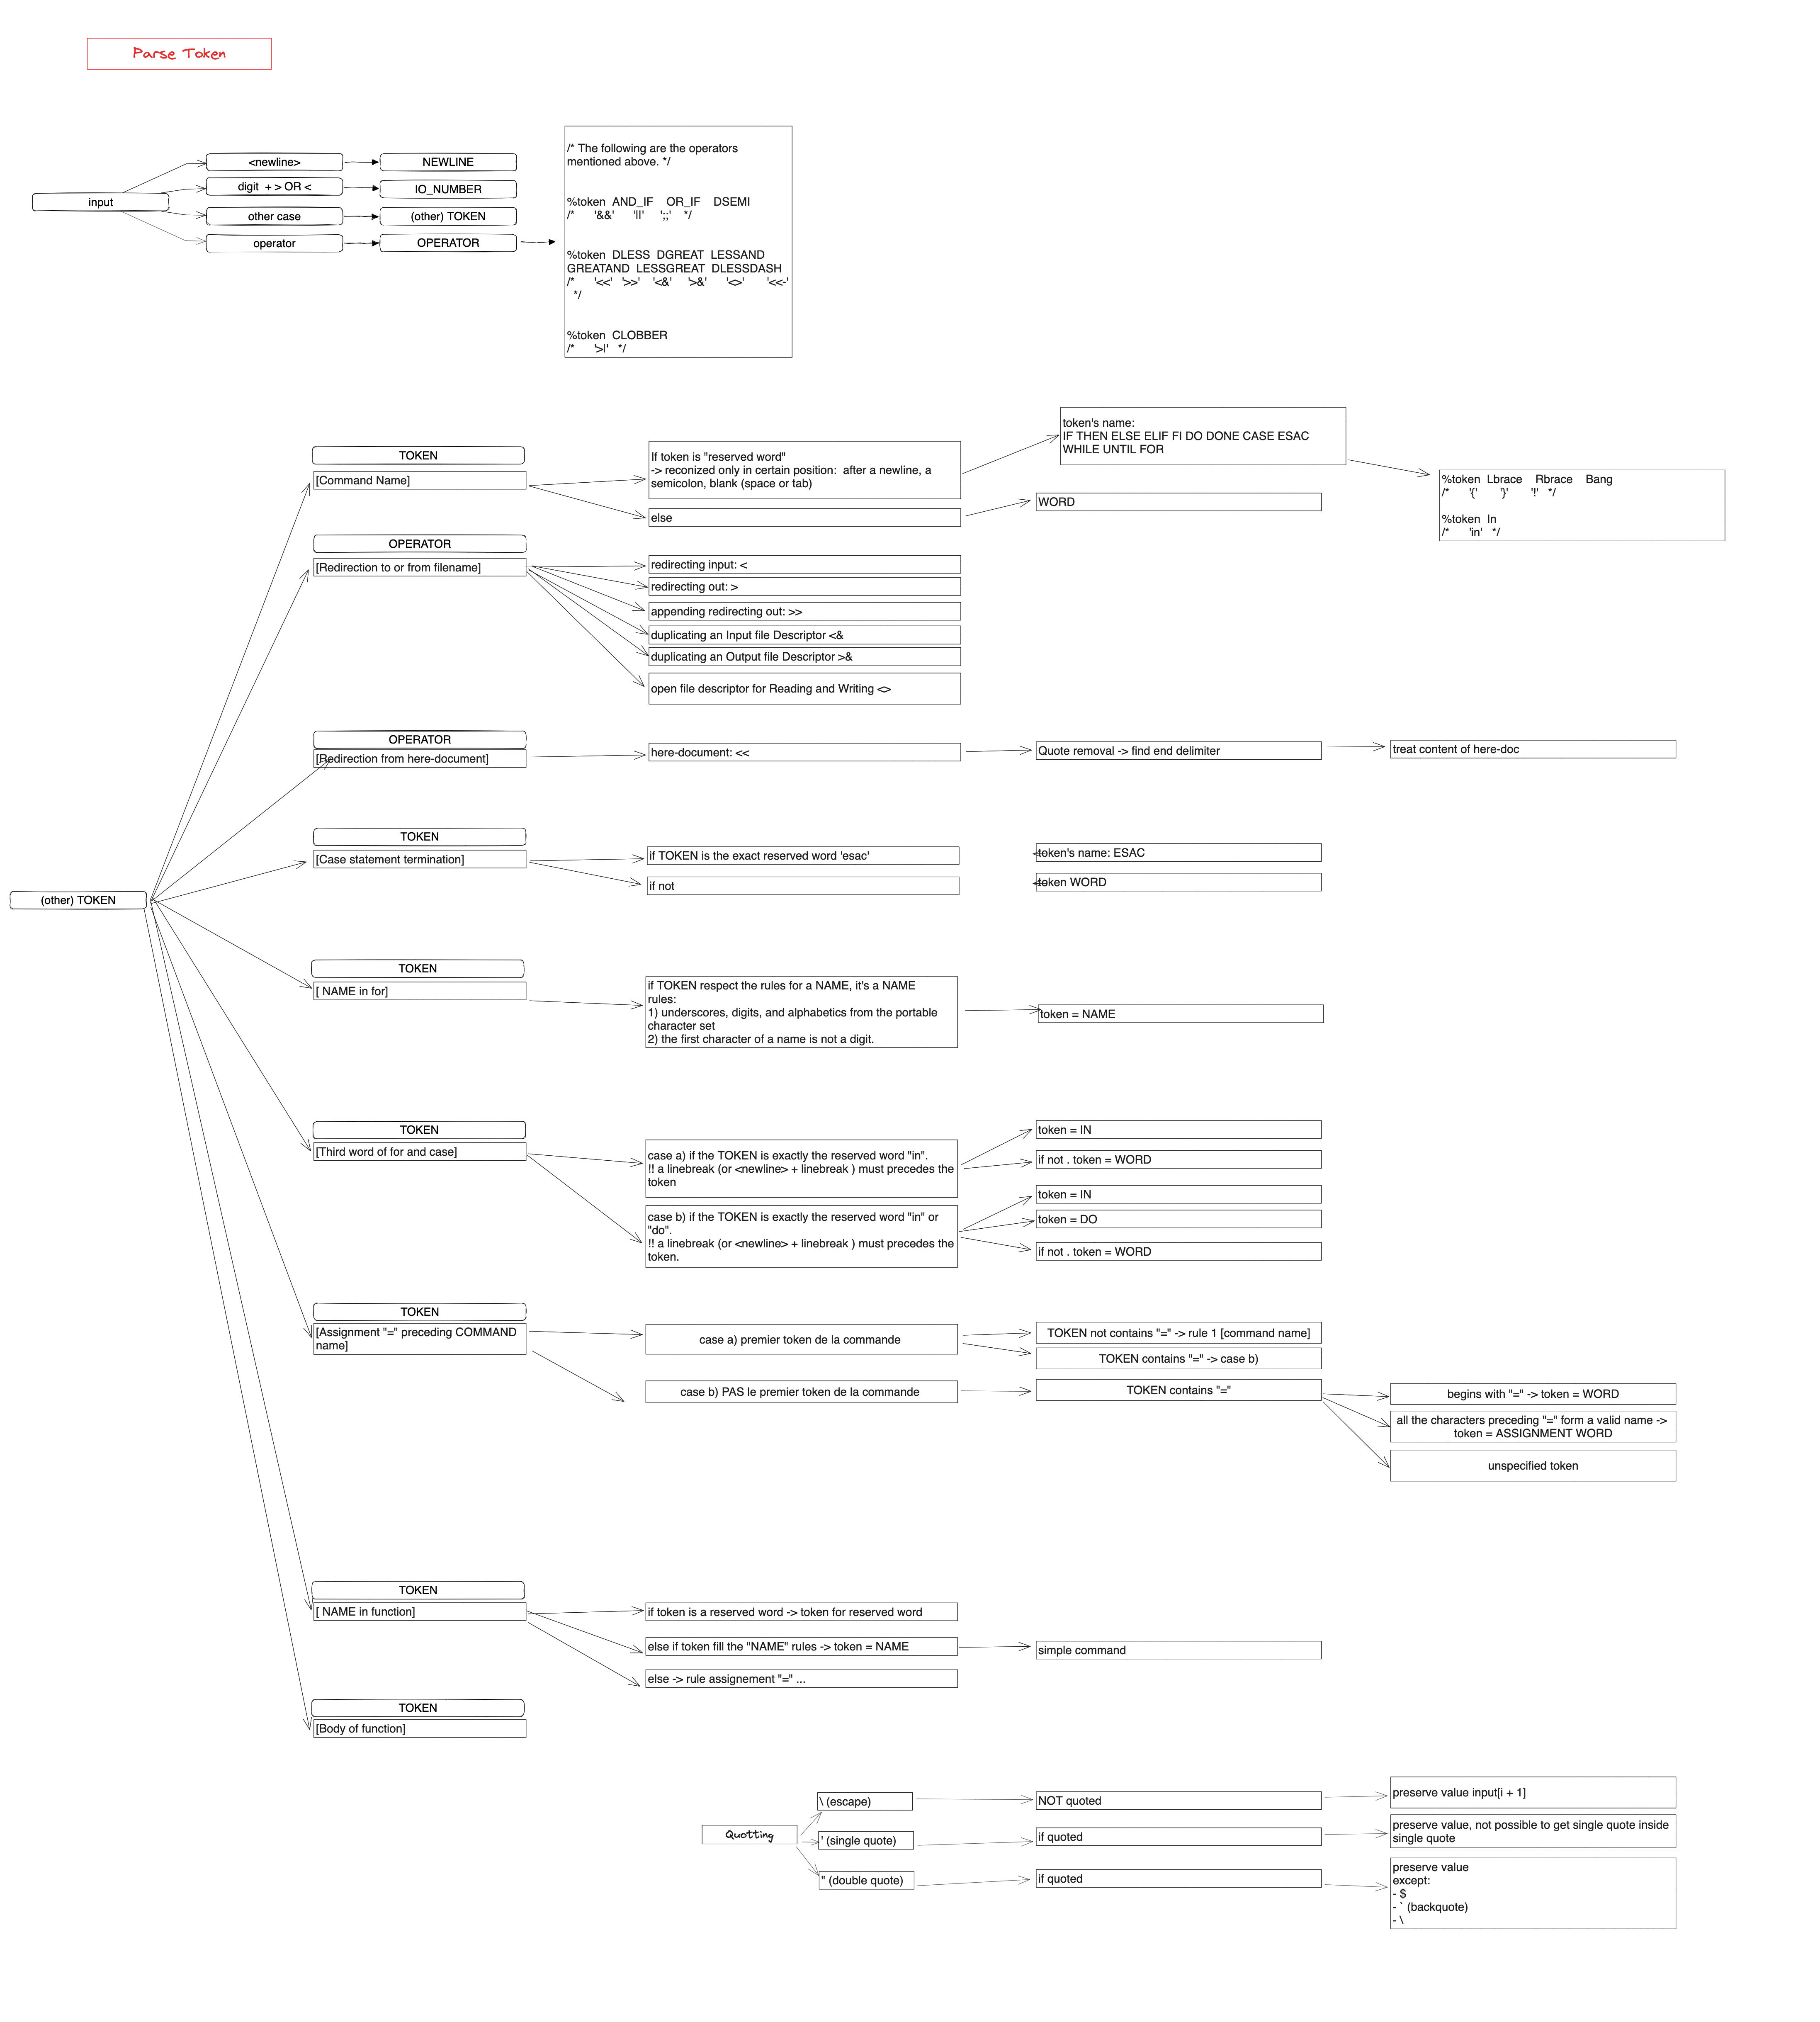 Parse Token
input
<newline>
NEWLINE
digit + > OR <
IO_NUMBER
other case
(other) TOKEN
operator
OPERATOR
/* The following are the operators
mentioned above. */
%token AND_IF OR_IF DSEMI
/* '&&' '||' ';;' */
%token DLESS DGREAT LESSAND
GREATAND LESSGREAT DLESSDASH
/* '<<' '>>' '<&' '>&' '<>' '<<-'
*/
%token CLOBBER
/* '>|' */
(other) TOKEN
TOKEN
[Command Name]
If token is "reserved word"
-> reconized only in certain position: after a newline, a
semicolon, blank (space or tab)
else
token's name:
IF THEN ELSE ELIF FI DO DONE CASE ESAC
WHILE UNTIL FOR
WORD
%token Lbrace Rbrace Bang
/* '{' '}' '!' */
%token In
/* 'in' */
OPERATOR
[Redirection to or from filename]
redirecting input: <
redirecting out: >
appending redirecting out: >>
duplicating an Input file Descriptor <&
duplicating an Output file Descriptor >&
open file descriptor for Reading and Writing <>
OPERATOR
[Redirection from here-document]
here-document: <<
Quote removal -> find end delimiter
treat content of here-doc
TOKEN
[Case statement termination]
if TOKEN is the exact reserved word 'esac'
token's name: ESAC
if not
token WORD
TOKEN
[ NAME in for]
if TOKEN respect the rules for a NAME, it's a NAME
rules:
1) underscores, digits, and alphabetics from the portable
character set
2) the first character of a name is not a digit.
token = NAME
TOKEN
[Third word of for and case]
case a) if the TOKEN is exactly the reserved word "in".
!! a linebreak (or <newline> + linebreak ) must precedes the
token
token = IN
if not . token = WORD
case b) if the TOKEN is exactly the reserved word "in" or
"do".
!! a linebreak (or <newline> + linebreak ) must precedes the
token.
token = IN
token = DO
if not . token = WORD
TOKEN
[Assignment "=" preceding COMMAND
name]
case a) premier token de la commande
TOKEN not contains "=" -> rule 1 [command name]
TOKEN contains "=" -> case b)
case b) PAS le premier token de la commande
TOKEN contains "="
begins with "=" -> token = WORD
all the characters preceding "=" form a valid name ->
token = ASSIGNMENT WORD
unspecified token
TOKEN
[ NAME in function]
if token is a reserved word -> token for reserved word
else if token fill the "NAME" rules -> token = NAME
simple command
else -> rule assignement "=" ...
TOKEN
[Body of function]
Quotting
\ (escape)
NOT quoted
preserve value input[i + 1]
' (single quote)
if quoted
preserve value, not possible to get single quote inside
single quote
" (double quote)
if quoted
preserve value
except:
- $
- ` (backquote)
- \